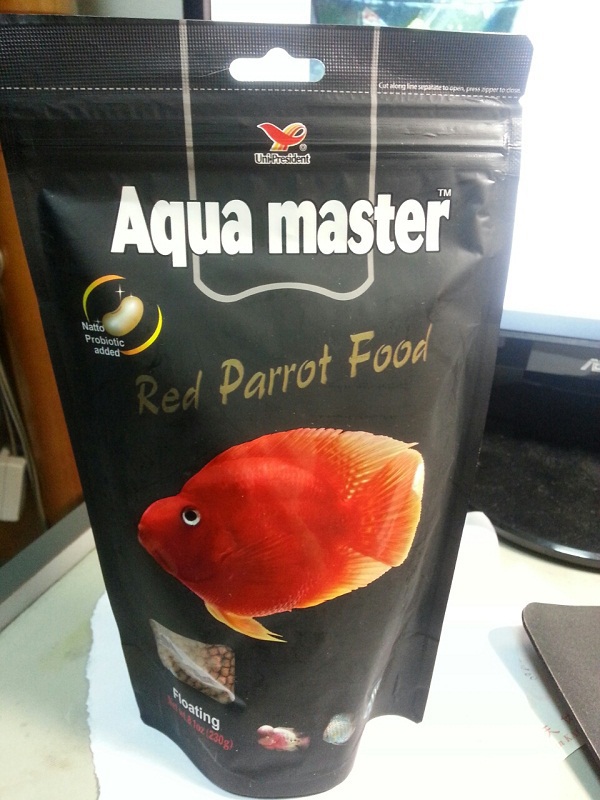 Cut along line separate to open, press zipper to close
Uni-President
Aqua master™
Natto
Probiotic
added
Red Parrot Food
Floating
(230g)